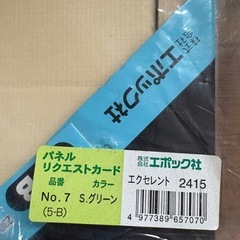 エポック社
パネル
リクエストカード
品番 カラー
No.7 S.グリーン
(5-B)
株式会社 エポック社
エクセレント 2415
4 977389 657070